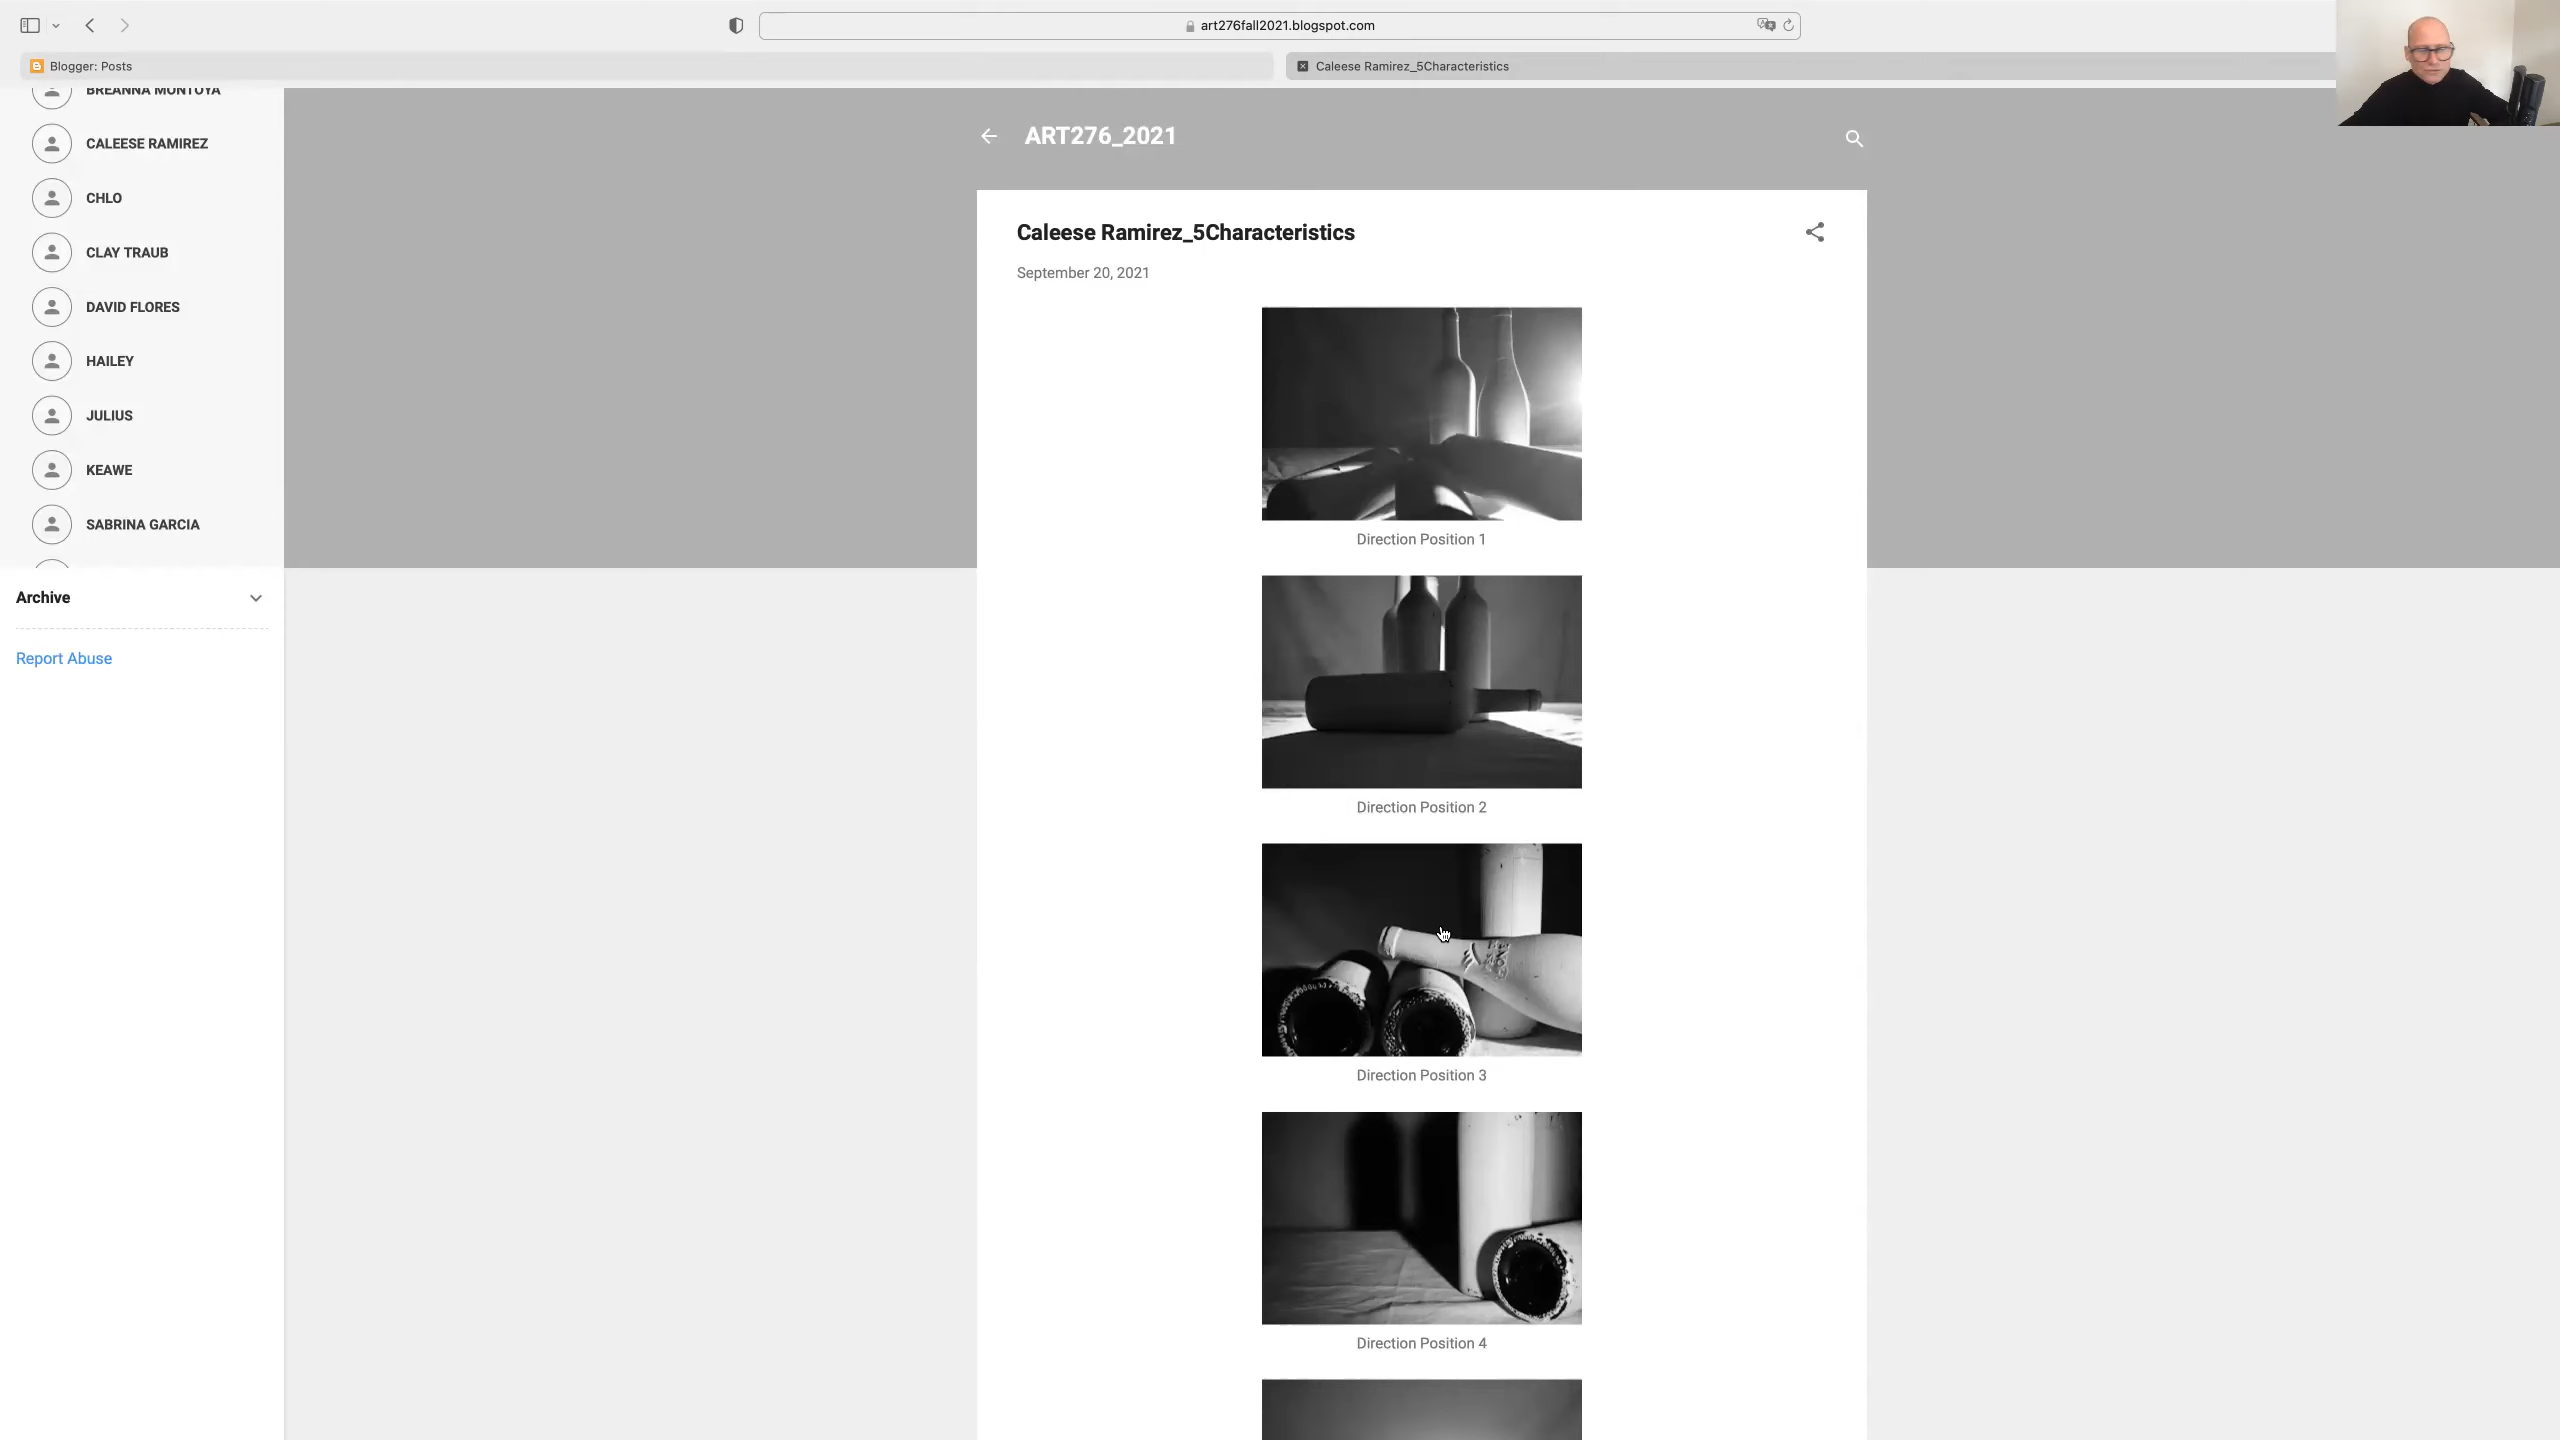 art276fall2021.blogspot.com
Blogger: Posts
Caleese Ramirez_5Characteristics
BREANNA MONTOYA
CALEESE RAMIREZ
CHLO
CLAY TRAUB
DAVID FLORES
HAILEY
JULIUS
KEAWE
SABRINA GARCIA
Archive
Report Abuse
ART276_2021
Caleese Ramirez_5Characteristics
September 20, 2021
Direction Position 1
Direction Position 2
Direction Position 3
Direction Position 4